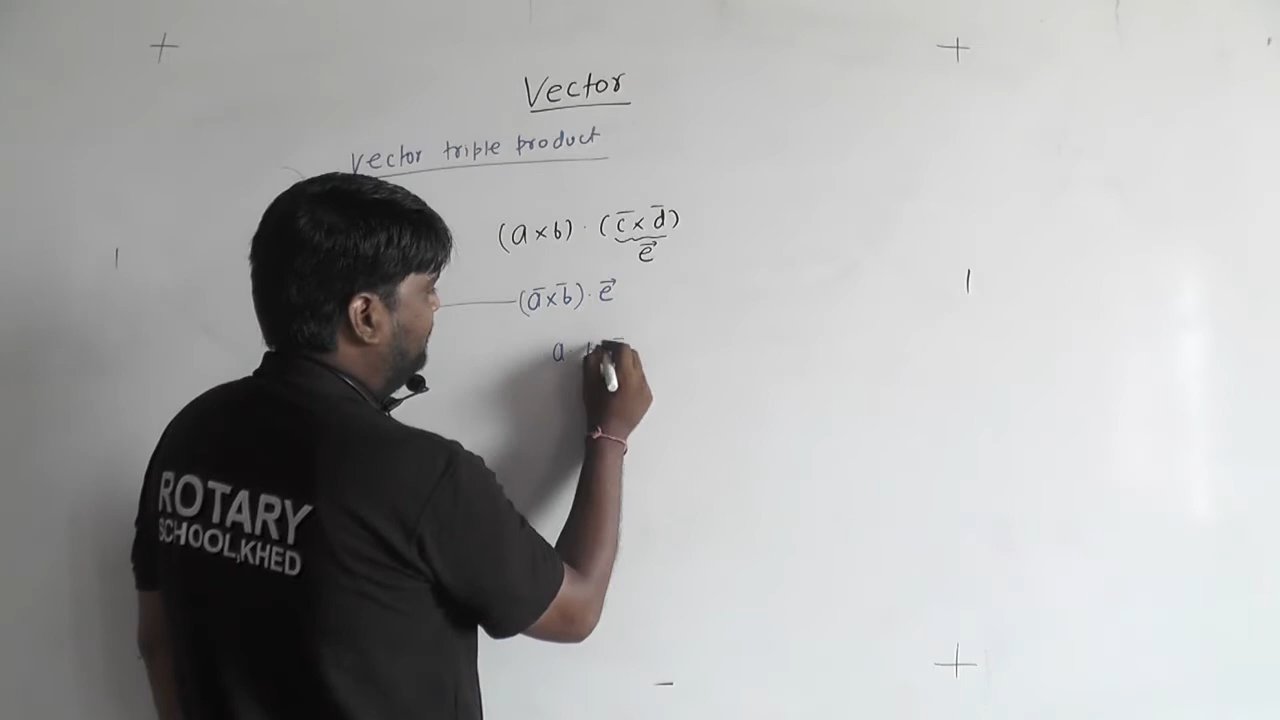 Vector
Vector triple product
(a × b) · (c̄ × d̄)
e⃗
(ā × b̄) · e⃗
a ·
ROTARY
SCHOOL,KHED